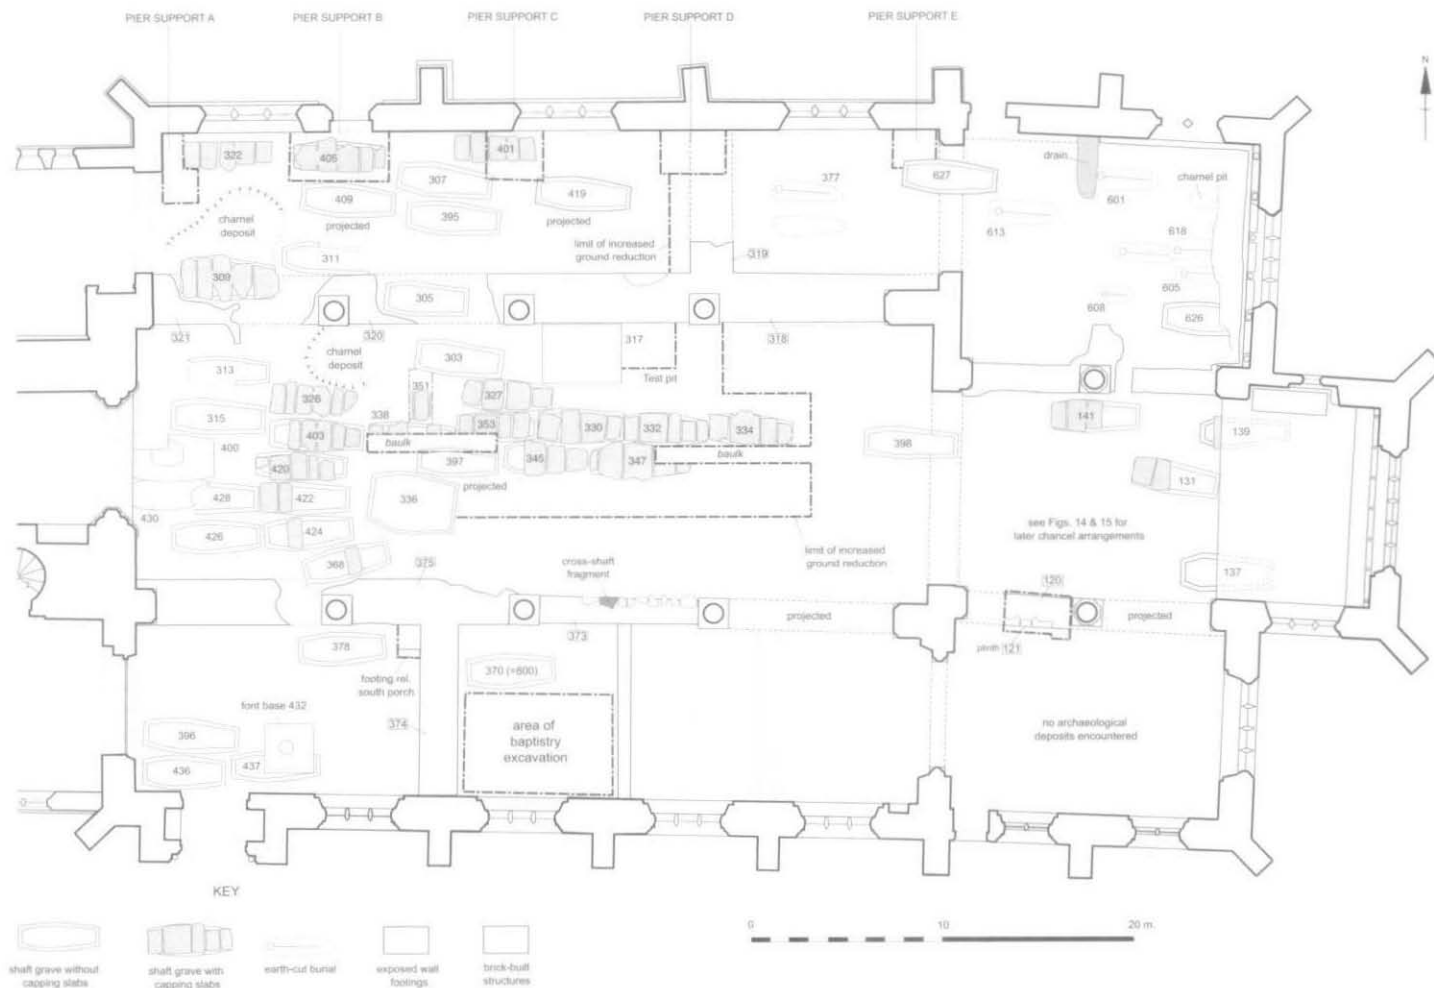 PIER SUPPORT A
PIER SUPPORT B
PIER SUPPORT C
PIER SUPPORT D
PIER SUPPORT E
N
322
405
401
307
409
projected
395
419
projected
377
627
drain
charnel pit
601
613
618
605
608
626
charnel
deposit
311
309
305
limit of increased
ground reduction
319
321
320
318
317
Test pit
charnel
deposit
313
303
351
326
327
315
338
403
400
353
330
332
334
baulk
baulk
397
345
347
projected
420
428
422
336
430
426
424
368
398
141
139
131
see Figs. 14 & 15 for
later chancel arrangements
137
limit of increased
ground reduction
375
cross-shaft
fragment
120
projected
projected
plinth 121
373
378
footing rel.
south porch
370 (=600)
font base 432
374
396
436
437
area of
baptistry
excavation
no archaeological
deposits encountered
KEY
shaft grave without
capping slabs
shaft grave with
capping slabs
earth-cut burial
exposed wall
footings
brick-built
structures
0
10
20 m.